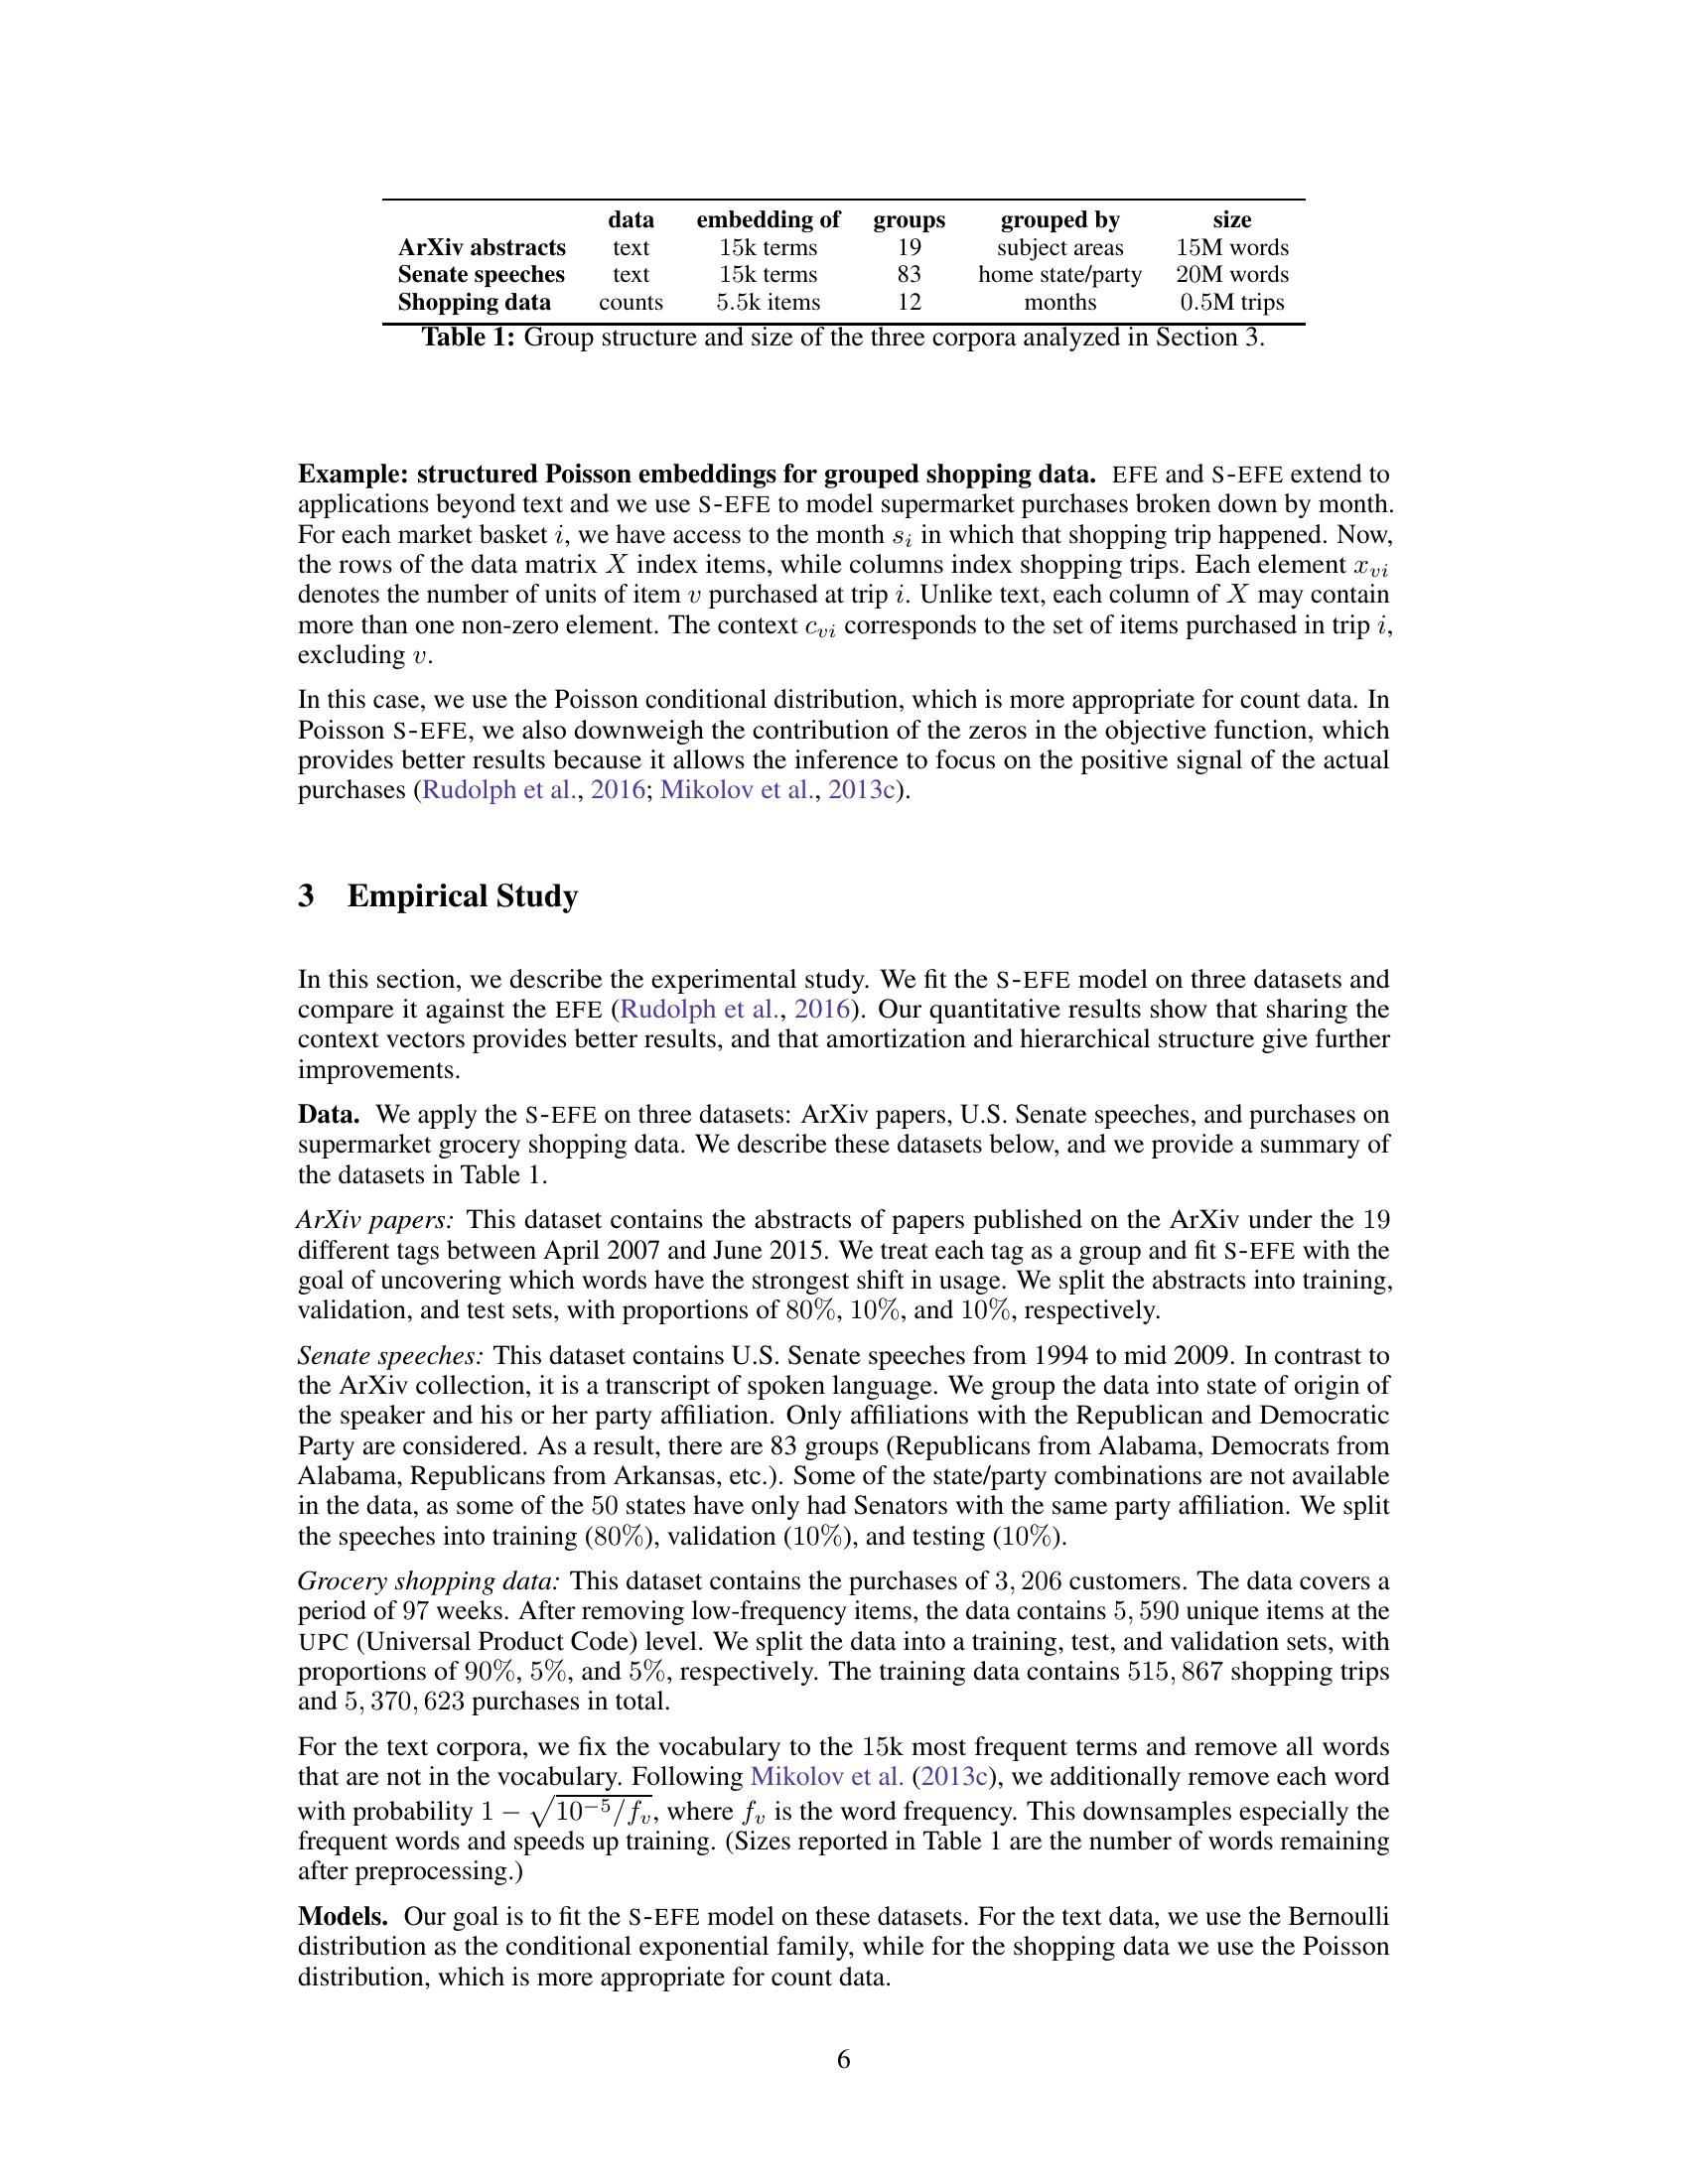 data embedding of groups grouped by size
ArXiv abstracts text 15k terms 19 subject areas 15M words
Senate speeches text 15k terms 83 home state/party 20M words
Shopping data counts 5.5k items 12 months 0.5M trips
Table 1: Group structure and size of the three corpora analyzed in Section 3.
Example: structured Poisson embeddings for grouped shopping data. EFE and S-EFE extend to
applications beyond text and we use S-EFE to model supermarket purchases broken down by month.
For each market basket i, we have access to the month s_i in which that shopping trip happened. Now,
the rows of the data matrix X index items, while columns index shopping trips. Each element x_{vi}
denotes the number of units of item v purchased at trip i. Unlike text, each column of X may contain
more than one non-zero element. The context c_{vi} corresponds to the set of items purchased in trip i,
excluding v.
In this case, we use the Poisson conditional distribution, which is more appropriate for count data. In
Poisson S-EFE, we also downweigh the contribution of the zeros in the objective function, which
provides better results because it allows the inference to focus on the positive signal of the actual
purchases (Rudolph et al., 2016; Mikolov et al., 2013c).
3 Empirical Study
In this section, we describe the experimental study. We fit the S-EFE model on three datasets and
compare it against the EFE (Rudolph et al., 2016). Our quantitative results show that sharing the
context vectors provides better results, and that amortization and hierarchical structure give further
improvements.
Data. We apply the S-EFE on three datasets: ArXiv papers, U.S. Senate speeches, and purchases on
supermarket grocery shopping data. We describe these datasets below, and we provide a summary of
the datasets in Table 1.
ArXiv papers: This dataset contains the abstracts of papers published on the ArXiv under the 19
different tags between April 2007 and June 2015. We treat each tag as a group and fit S-EFE with the
goal of uncovering which words have the strongest shift in usage. We split the abstracts into training,
validation, and test sets, with proportions of 80%, 10%, and 10%, respectively.
Senate speeches: This dataset contains U.S. Senate speeches from 1994 to mid 2009. In contrast to
the ArXiv collection, it is a transcript of spoken language. We group the data into state of origin of
the speaker and his or her party affiliation. Only affiliations with the Republican and Democratic
Party are considered. As a result, there are 83 groups (Republicans from Alabama, Democrats from
Alabama, Republicans from Arkansas, etc.). Some of the state/party combinations are not available
in the data, as some of the 50 states have only had Senators with the same party affiliation. We split
the speeches into training (80%), validation (10%), and testing (10%).
Grocery shopping data: This dataset contains the purchases of 3, 206 customers. The data covers a
period of 97 weeks. After removing low-frequency items, the data contains 5, 590 unique items at the
UPC (Universal Product Code) level. We split the data into a training, test, and validation sets, with
proportions of 90%, 5%, and 5%, respectively. The training data contains 515, 867 shopping trips
and 5, 370, 623 purchases in total.
For the text corpora, we fix the vocabulary to the 15k most frequent terms and remove all words
that are not in the vocabulary. Following Mikolov et al. (2013c), we additionally remove each word
with probability 1 − √(10^{−5}/f_v), where f_v is the word frequency. This downsamples especially the
frequent words and speeds up training. (Sizes reported in Table 1 are the number of words remaining
after preprocessing.)
Models. Our goal is to fit the S-EFE model on these datasets. For the text data, we use the Bernoulli
distribution as the conditional exponential family, while for the shopping data we use the Poisson
distribution, which is more appropriate for count data.
6